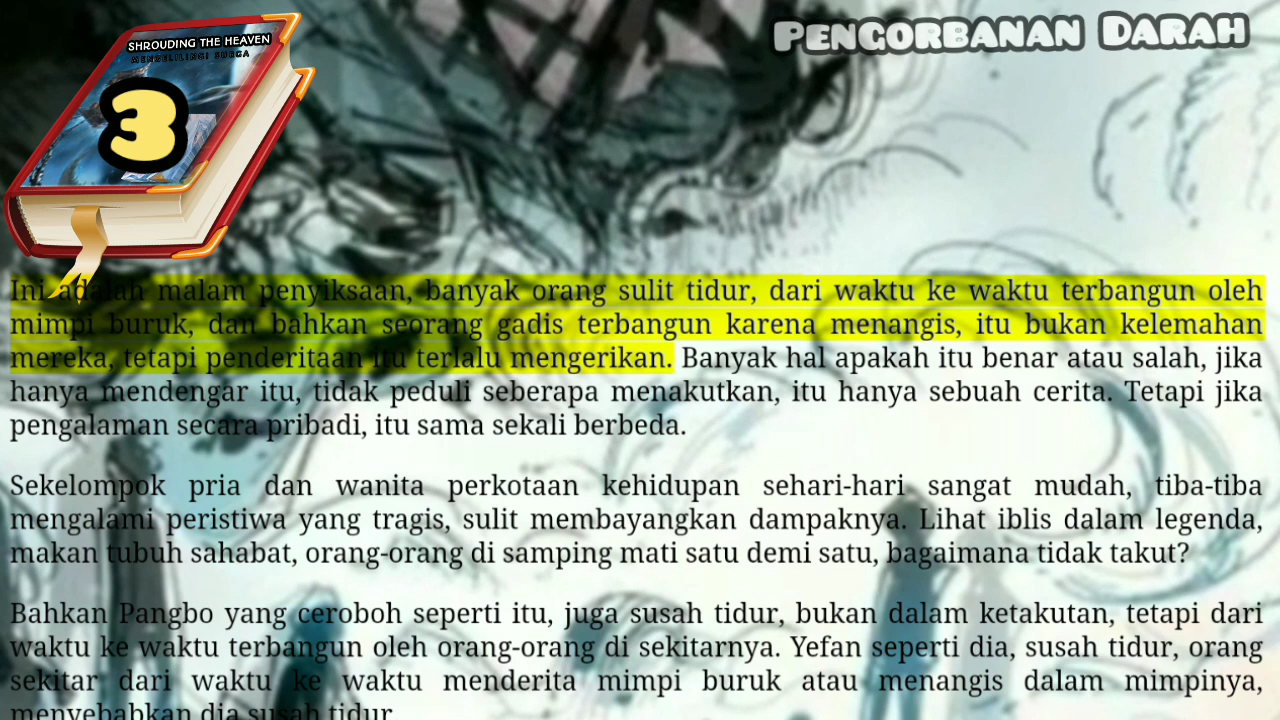 SHROUDING THE HEAVEN
MENGELILINGI SURGA
3
PENGORBANAN DARAH
Ini adalah malam penyiksaan, banyak orang sulit tidur, dari waktu ke waktu terbangun oleh
mimpi buruk, dan bahkan seorang gadis terbangun karena menangis, itu bukan kelemahan
mereka, tetapi penderitaan itu terlalu mengerikan. Banyak hal apakah itu benar atau salah, jika
hanya mendengar itu, tidak peduli seberapa menakutkan, itu hanya sebuah cerita. Tetapi jika
pengalaman secara pribadi, itu sama sekali berbeda.
Sekelompok pria dan wanita perkotaan kehidupan sehari-hari sangat mudah, tiba-tiba
mengalami peristiwa yang tragis, sulit membayangkan dampaknya. Lihat iblis dalam legenda,
makan tubuh sahabat, orang-orang di samping mati satu demi satu, bagaimana tidak takut?
Bahkan Pangbo yang ceroboh seperti itu, juga susah tidur, bukan dalam ketakutan, tetapi dari
waktu ke waktu terbangun oleh orang-orang di sekitarnya. Yefan seperti dia, susah tidur, orang
sekitar dari waktu ke waktu menderita mimpi buruk atau menangis dalam mimpinya,
menyebabkan dia susah tidur.